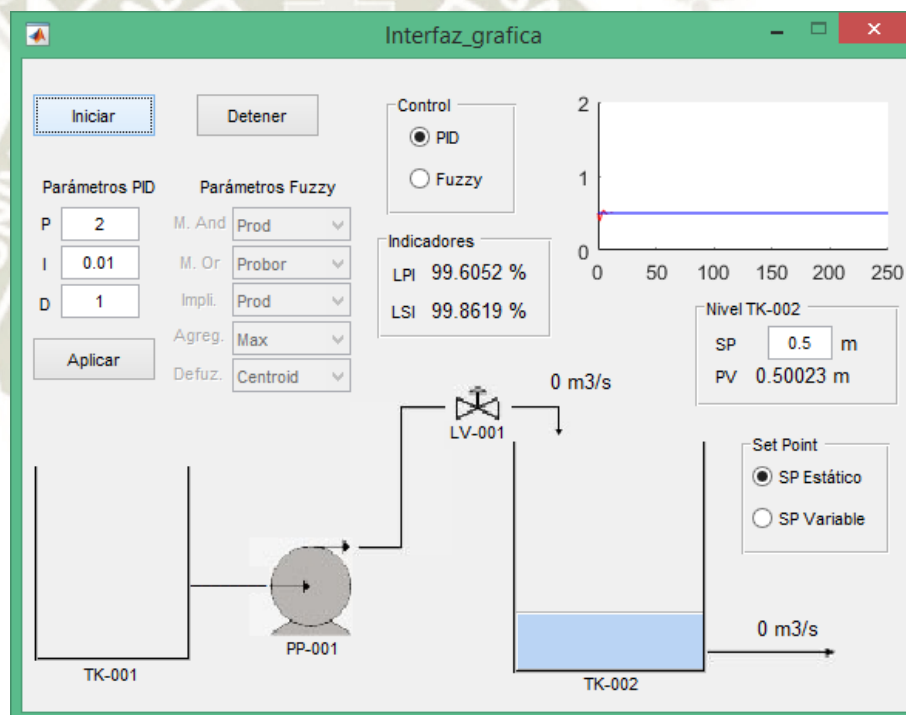 Interfaz_grafica
Iniciar
Detener
Control
PID
Fuzzy
2
1
0
0 50 100 150 200 250
Parámetros PID
P 2
I 0.01
D 1
Aplicar
Parámetros Fuzzy
M. And Prod
M. Or Probor
Impli. Prod
Agreg. Max
Defuz. Centroid
Indicadores
LPI 99.6052 %
LSI 99.8619 %
Nivel TK-002
SP 0.5 m
PV 0.50023 m
0 m3/s
LV-001
Set Point
SP Estático
SP Variable
PP-001
TK-001
0 m3/s
TK-002